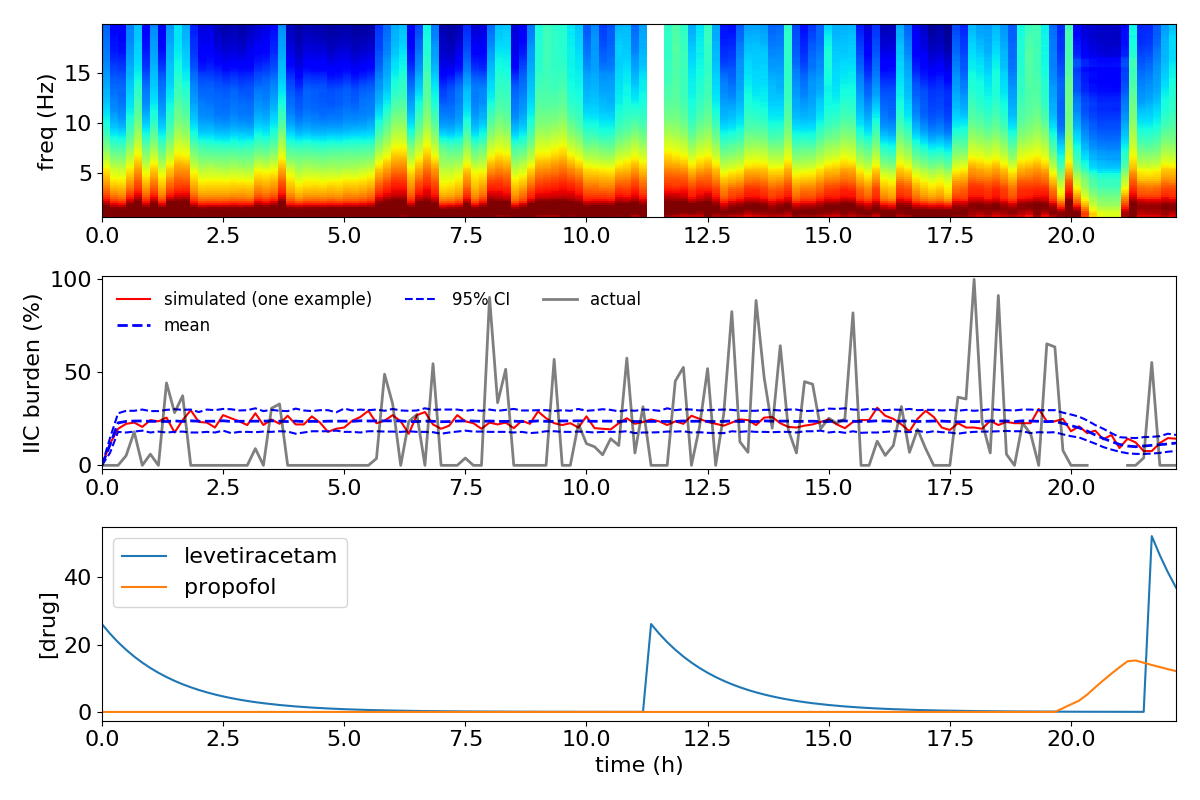 freq (Hz)
15
10
5
0.0 2.5 5.0 7.5 10.0 12.5 15.0 17.5 20.0
IIC burden (%)
100
50
0
simulated (one example) 95% CI actual
mean
0.0 2.5 5.0 7.5 10.0 12.5 15.0 17.5 20.0
[drug]
40
20
0
levetiracetam
propofol
0.0 2.5 5.0 7.5 10.0 12.5 15.0 17.5 20.0
time (h)